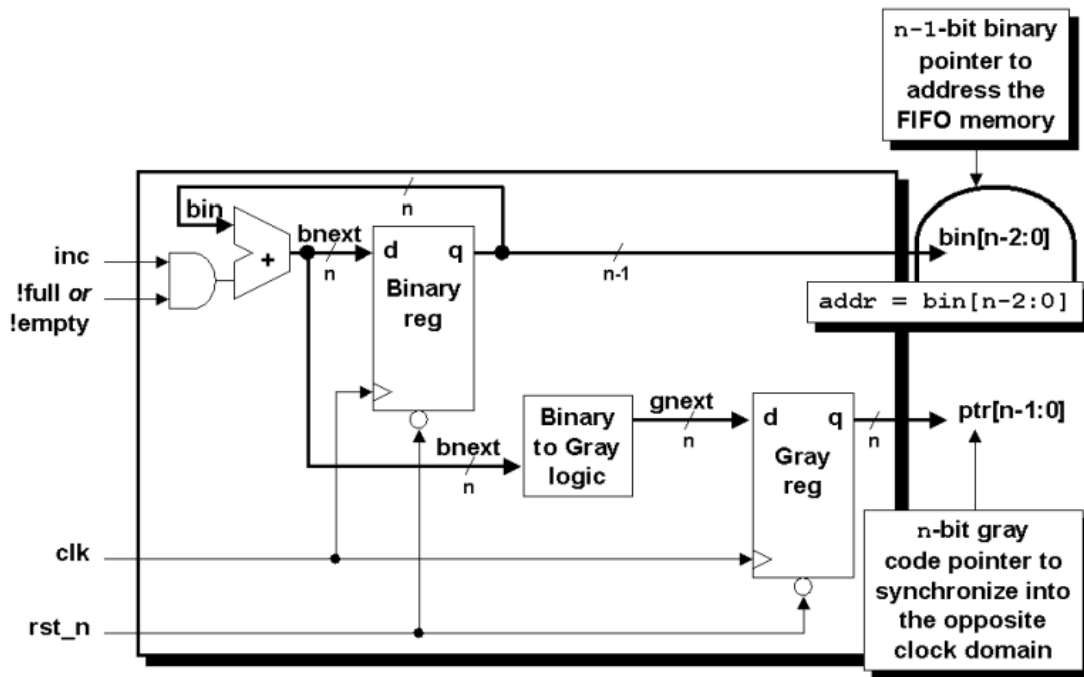 n-1-bit binary
pointer to
address the
FIFO memory
n
bin
bnext
n
d q
Binary
reg
inc
!full or
!empty
+
n-1
bin[n-2:0]
addr = bin[n-2:0]
bnext
n
Binary
to Gray
logic
gnext
n
d q
Gray
reg
n
ptr[n-1:0]
clk
rst_n
n-bit gray
code pointer to
synchronize into
the opposite
clock domain